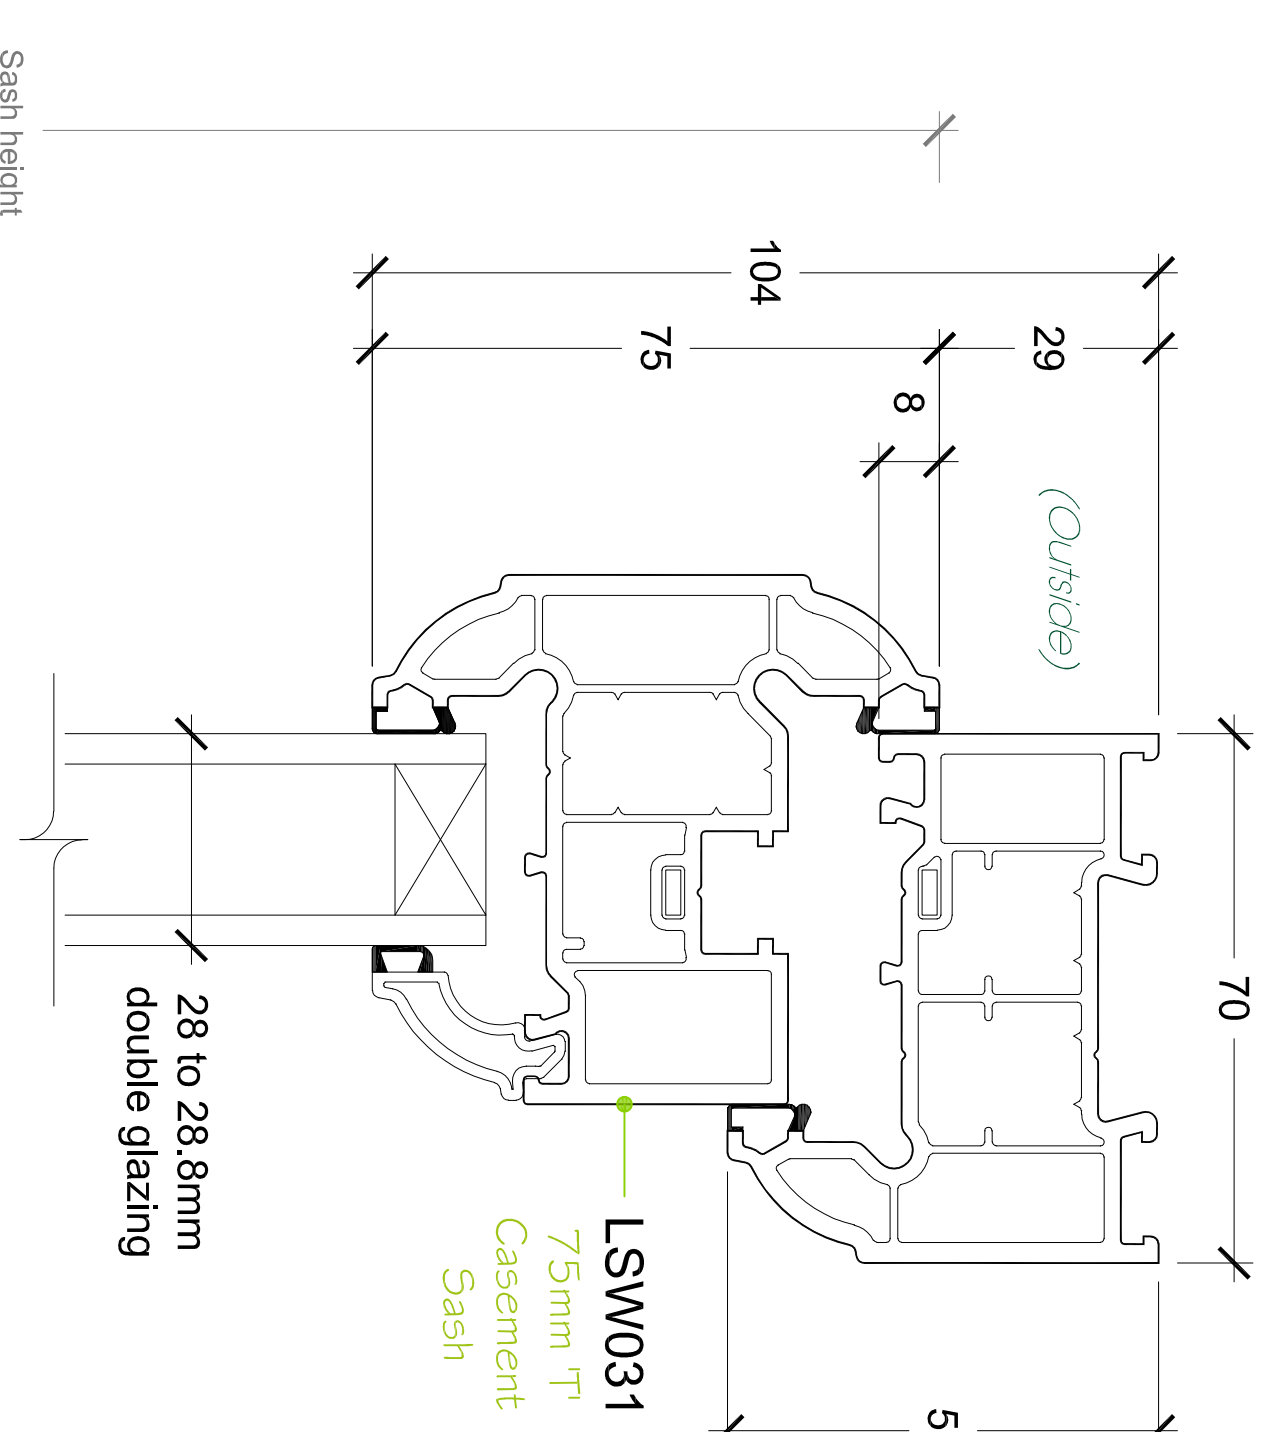 Sash height
104
75
29
8
(Outside)
70
28 to 28.8mm
double glazing
LSW031
75mm 'T'
Casement
Sash
5